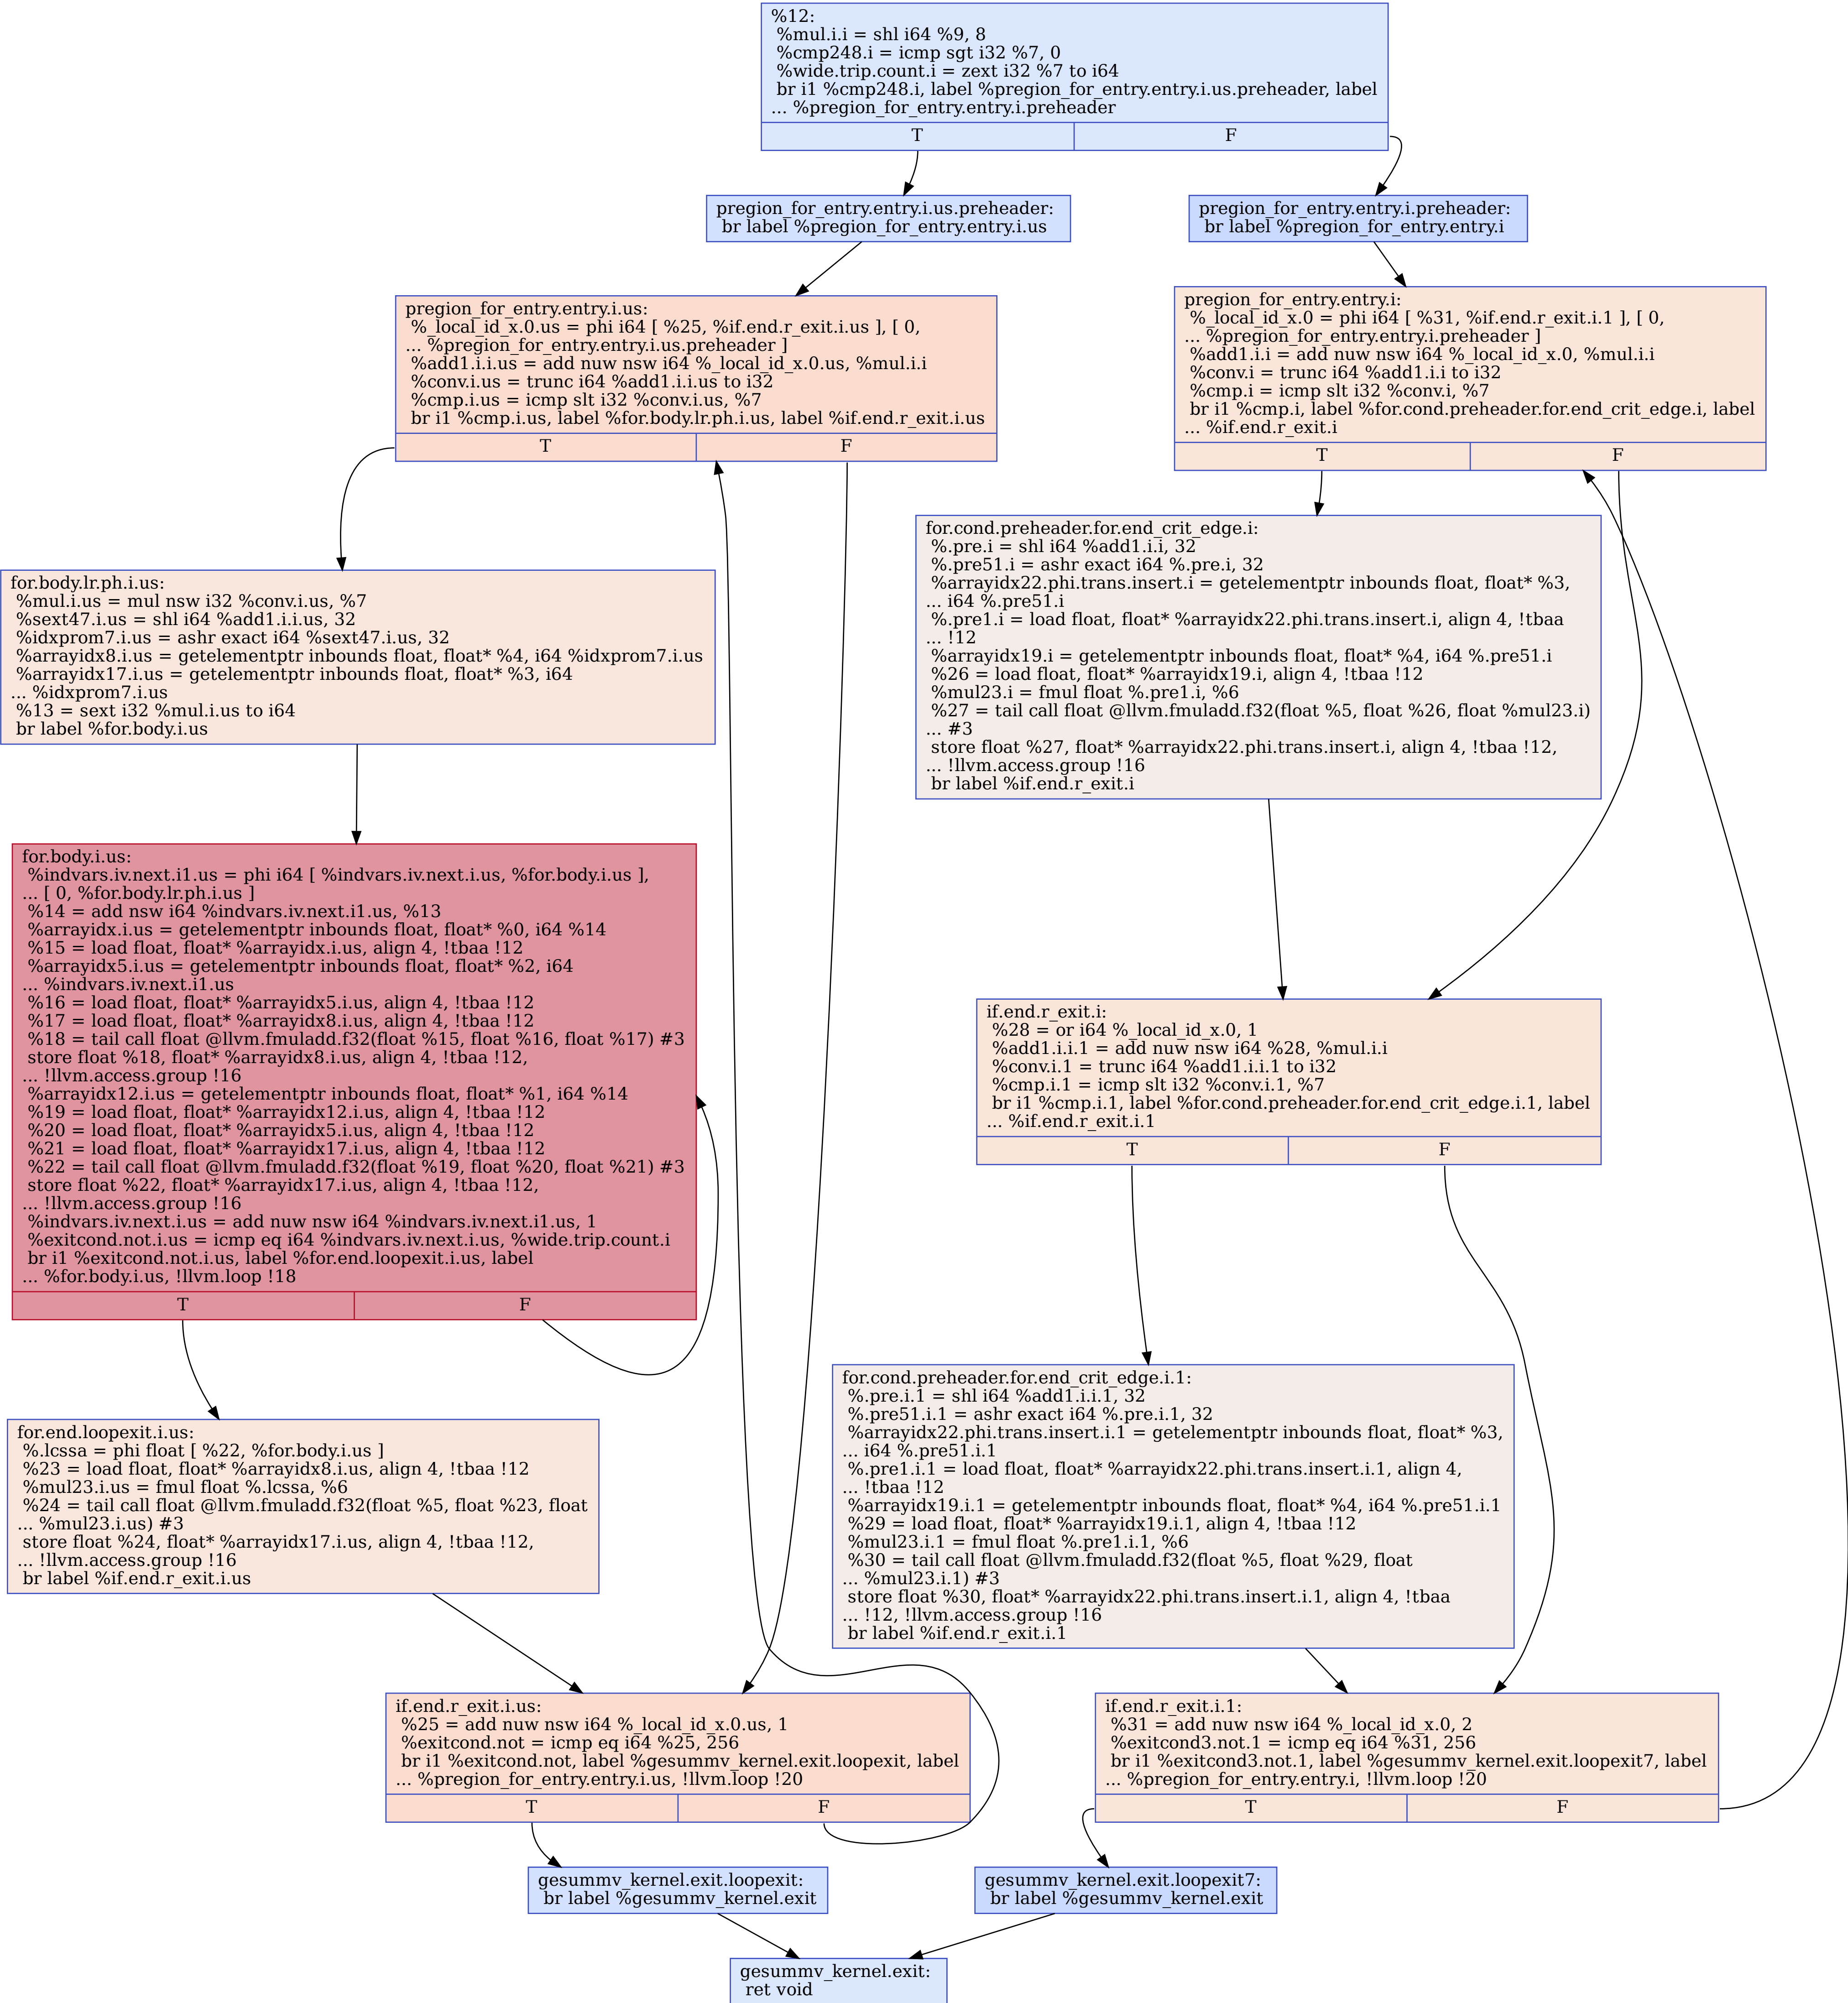 %12:
%mul.i.i = shl i64 %9, 8
%cmp248.i = icmp sgt i32 %7, 0
%wide.trip.count.i = zext i32 %7 to i64
br i1 %cmp248.i, label %pregion_for_entry.entry.i.us.preheader, label
... %pregion_for_entry.entry.i.preheader
T
F
pregion_for_entry.entry.i.us.preheader:
br label %pregion_for_entry.entry.i.us
pregion_for_entry.entry.i.preheader:
br label %pregion_for_entry.entry.i
pregion_for_entry.entry.i.us:
%_local_id_x.0.us = phi i64 [ %25, %if.end.r_exit.i.us ], [ 0,
... %pregion_for_entry.entry.i.us.preheader ]
%add1.i.i.us = add nuw nsw i64 %_local_id_x.0.us, %mul.i.i
%conv.i.us = trunc i64 %add1.i.i.us to i32
%cmp.i.us = icmp slt i32 %conv.i.us, %7
br i1 %cmp.i.us, label %for.body.lr.ph.i.us, label %if.end.r_exit.i.us
T
F
pregion_for_entry.entry.i:
%_local_id_x.0 = phi i64 [ %31, %if.end.r_exit.i.1 ], [ 0,
... %pregion_for_entry.entry.i.preheader ]
%add1.i.i = add nuw nsw i64 %_local_id_x.0, %mul.i.i
%conv.i = trunc i64 %add1.i.i to i32
%cmp.i = icmp slt i32 %conv.i, %7
br i1 %cmp.i, label %for.cond.preheader.for.end_crit_edge.i, label
... %if.end.r_exit.i
T
F
for.cond.preheader.for.end_crit_edge.i:
%.pre.i = shl i64 %add1.i.i, 32
%.pre51.i = ashr exact i64 %.pre.i, 32
%arrayidx22.phi.trans.insert.i = getelementptr inbounds float, float* %3,
... i64 %.pre51.i
%.pre1.i = load float, float* %arrayidx22.phi.trans.insert.i, align 4, !tbaa
... !12
%arrayidx19.i = getelementptr inbounds float, float* %4, i64 %.pre51.i
%26 = load float, float* %arrayidx19.i, align 4, !tbaa !12
%mul23.i = fmul float %.pre1.i, %6
%27 = tail call float @llvm.fmuladd.f32(float %5, float %26, float %mul23.i)
... #3
store float %27, float* %arrayidx22.phi.trans.insert.i, align 4, !tbaa !12,
... !llvm.access.group !16
br label %if.end.r_exit.i
for.body.lr.ph.i.us:
%mul.i.us = mul nsw i32 %conv.i.us, %7
%sext47.i.us = shl i64 %add1.i.i.us, 32
%idxprom7.i.us = ashr exact i64 %sext47.i.us, 32
%arrayidx8.i.us = getelementptr inbounds float, float* %4, i64 %idxprom7.i.us
%arrayidx17.i.us = getelementptr inbounds float, float* %3, i64
... %idxprom7.i.us
%13 = sext i32 %mul.i.us to i64
br label %for.body.i.us
for.body.i.us:
%indvars.iv.next.i1.us = phi i64 [ %indvars.iv.next.i.us, %for.body.i.us ],
... [ 0, %for.body.lr.ph.i.us ]
%14 = add nsw i64 %indvars.iv.next.i1.us, %13
%arrayidx.i.us = getelementptr inbounds float, float* %0, i64 %14
%15 = load float, float* %arrayidx.i.us, align 4, !tbaa !12
%arrayidx5.i.us = getelementptr inbounds float, float* %2, i64
... %indvars.iv.next.i1.us
%16 = load float, float* %arrayidx5.i.us, align 4, !tbaa !12
%17 = load float, float* %arrayidx8.i.us, align 4, !tbaa !12
%18 = tail call float @llvm.fmuladd.f32(float %15, float %16, float %17) #3
store float %18, float* %arrayidx8.i.us, align 4, !tbaa !12,
... !llvm.access.group !16
%arrayidx12.i.us = getelementptr inbounds float, float* %1, i64 %14
%19 = load float, float* %arrayidx12.i.us, align 4, !tbaa !12
%20 = load float, float* %arrayidx5.i.us, align 4, !tbaa !12
%21 = load float, float* %arrayidx17.i.us, align 4, !tbaa !12
%22 = tail call float @llvm.fmuladd.f32(float %19, float %20, float %21) #3
store float %22, float* %arrayidx17.i.us, align 4, !tbaa !12,
... !llvm.access.group !16
%indvars.iv.next.i.us = add nuw nsw i64 %indvars.iv.next.i1.us, 1
%exitcond.not.i.us = icmp eq i64 %indvars.iv.next.i.us, %wide.trip.count.i
br i1 %exitcond.not.i.us, label %for.end.loopexit.i.us, label
... %for.body.i.us, !llvm.loop !18
T
F
if.end.r_exit.i:
%28 = or i64 %_local_id_x.0, 1
%add1.i.i.1 = add nuw nsw i64 %28, %mul.i.i
%conv.i.1 = trunc i64 %add1.i.i.1 to i32
%cmp.i.1 = icmp slt i32 %conv.i.1, %7
br i1 %cmp.i.1, label %for.cond.preheader.for.end_crit_edge.i.1, label
... %if.end.r_exit.i.1
T
F
for.cond.preheader.for.end_crit_edge.i.1:
%.pre.i.1 = shl i64 %add1.i.i.1, 32
%.pre51.i.1 = ashr exact i64 %.pre.i.1, 32
%arrayidx22.phi.trans.insert.i.1 = getelementptr inbounds float, float* %3,
... i64 %.pre51.i.1
%.pre1.i.1 = load float, float* %arrayidx22.phi.trans.insert.i.1, align 4,
... !tbaa !12
%arrayidx19.i.1 = getelementptr inbounds float, float* %4, i64 %.pre51.i.1
%29 = load float, float* %arrayidx19.i.1, align 4, !tbaa !12
%mul23.i.1 = fmul float %.pre1.i.1, %6
%30 = tail call float @llvm.fmuladd.f32(float %5, float %29, float
... %mul23.i.1) #3
store float %30, float* %arrayidx22.phi.trans.insert.i.1, align 4, !tbaa
... !12, !llvm.access.group !16
br label %if.end.r_exit.i.1
for.end.loopexit.i.us:
%.lcssa = phi float [ %22, %for.body.i.us ]
%23 = load float, float* %arrayidx8.i.us, align 4, !tbaa !12
%mul23.i.us = fmul float %.lcssa, %6
%24 = tail call float @llvm.fmuladd.f32(float %5, float %23, float
... %mul23.i.us) #3
store float %24, float* %arrayidx17.i.us, align 4, !tbaa !12,
... !llvm.access.group !16
br label %if.end.r_exit.i.us
if.end.r_exit.i.us:
%25 = add nuw nsw i64 %_local_id_x.0.us, 1
%exitcond.not = icmp eq i64 %25, 256
br i1 %exitcond.not, label %gesummv_kernel.exit.loopexit, label
... %pregion_for_entry.entry.i.us, !llvm.loop !20
T
F
if.end.r_exit.i.1:
%31 = add nuw nsw i64 %_local_id_x.0, 2
%exitcond3.not.1 = icmp eq i64 %31, 256
br i1 %exitcond3.not.1, label %gesummv_kernel.exit.loopexit7, label
... %pregion_for_entry.entry.i, !llvm.loop !20
T
F
gesummv_kernel.exit.loopexit:
br label %gesummv_kernel.exit
gesummv_kernel.exit.loopexit7:
br label %gesummv_kernel.exit
gesummv_kernel.exit:
ret void